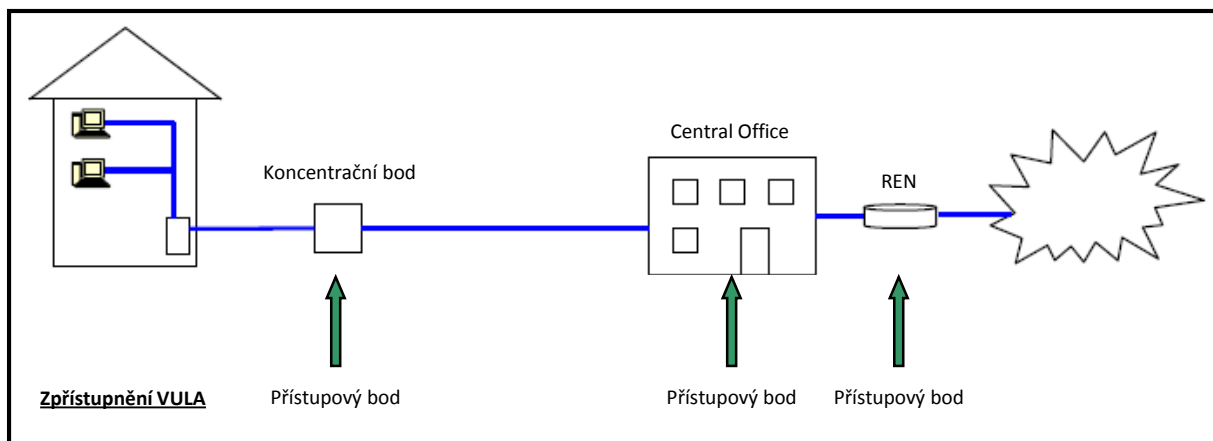 Central Office
Koncentrační bod
REN
Zpřístupnění VULA
Přístupový bod
Přístupový bod
Přístupový bod